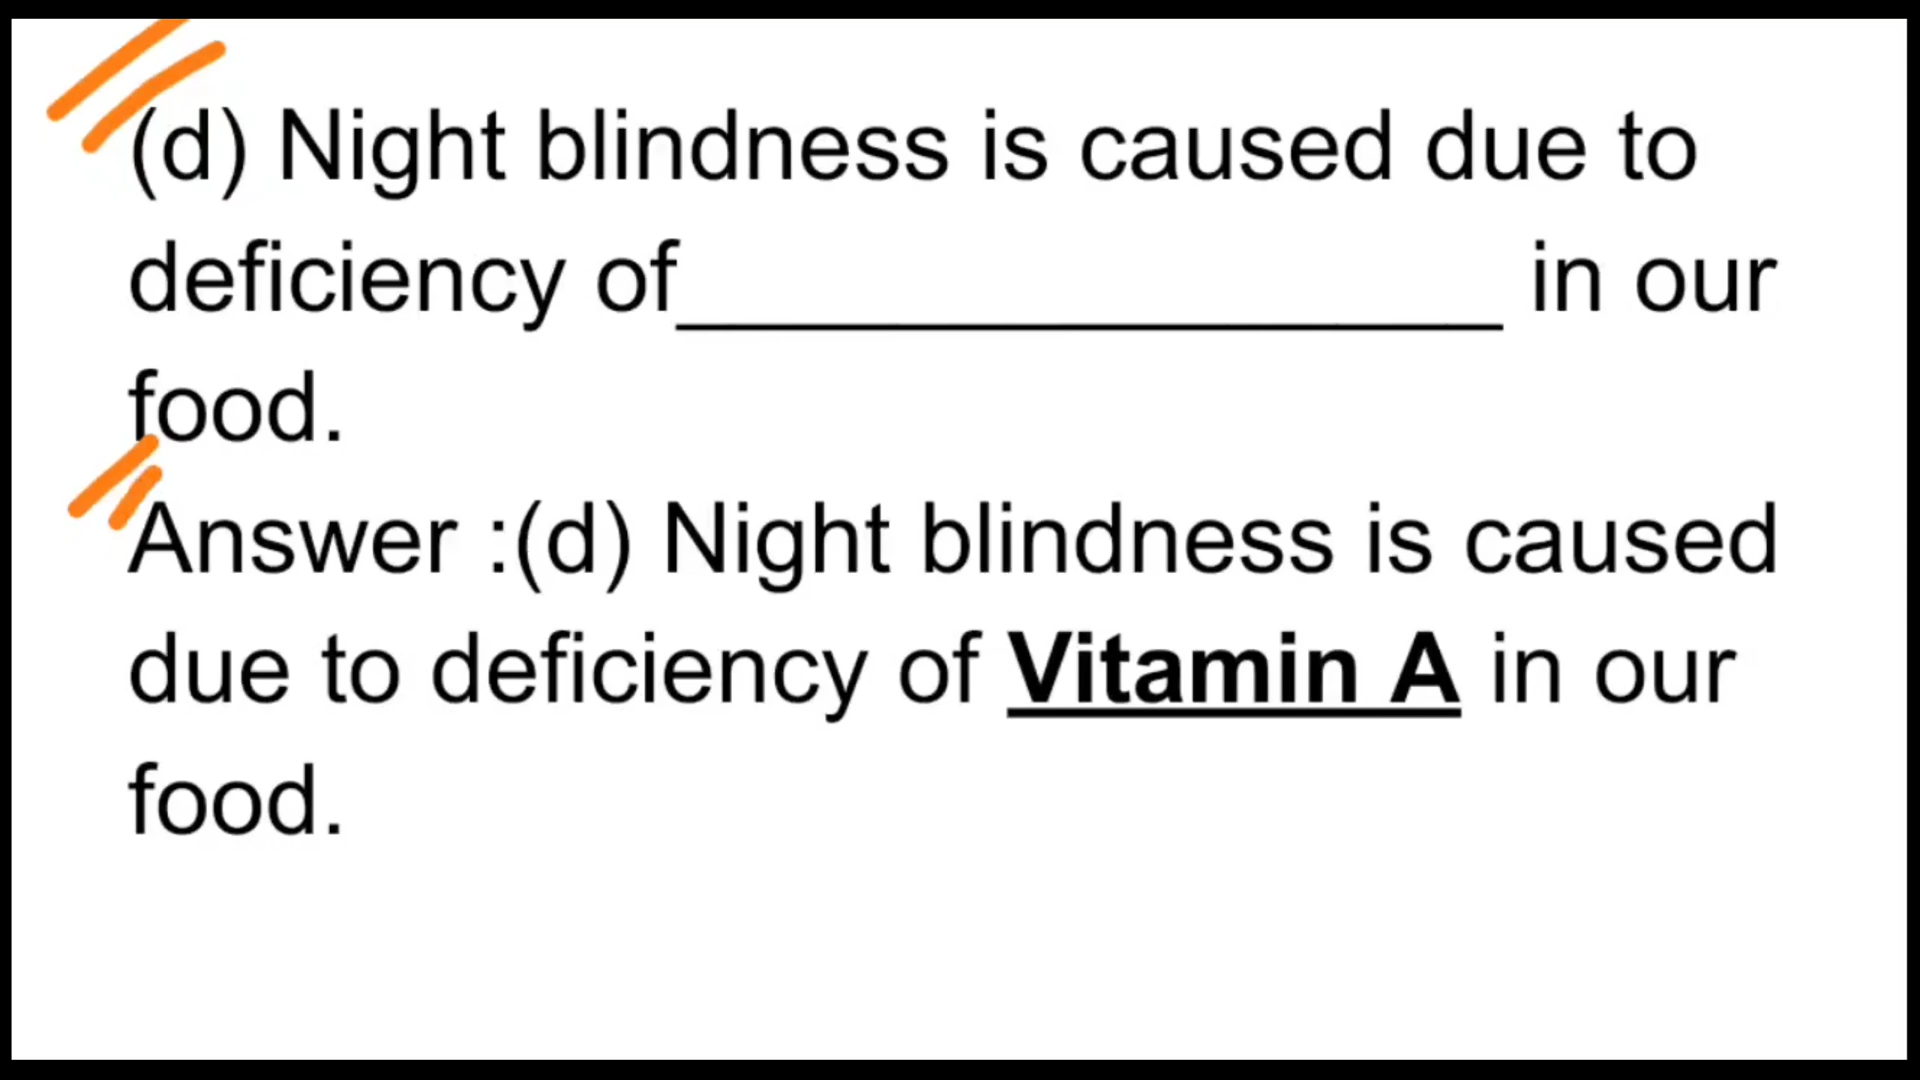 (d) Night blindness is caused due to
deficiency of__________________ in our
food.
Answer :(d) Night blindness is caused
due to deficiency of Vitamin A in our
food.